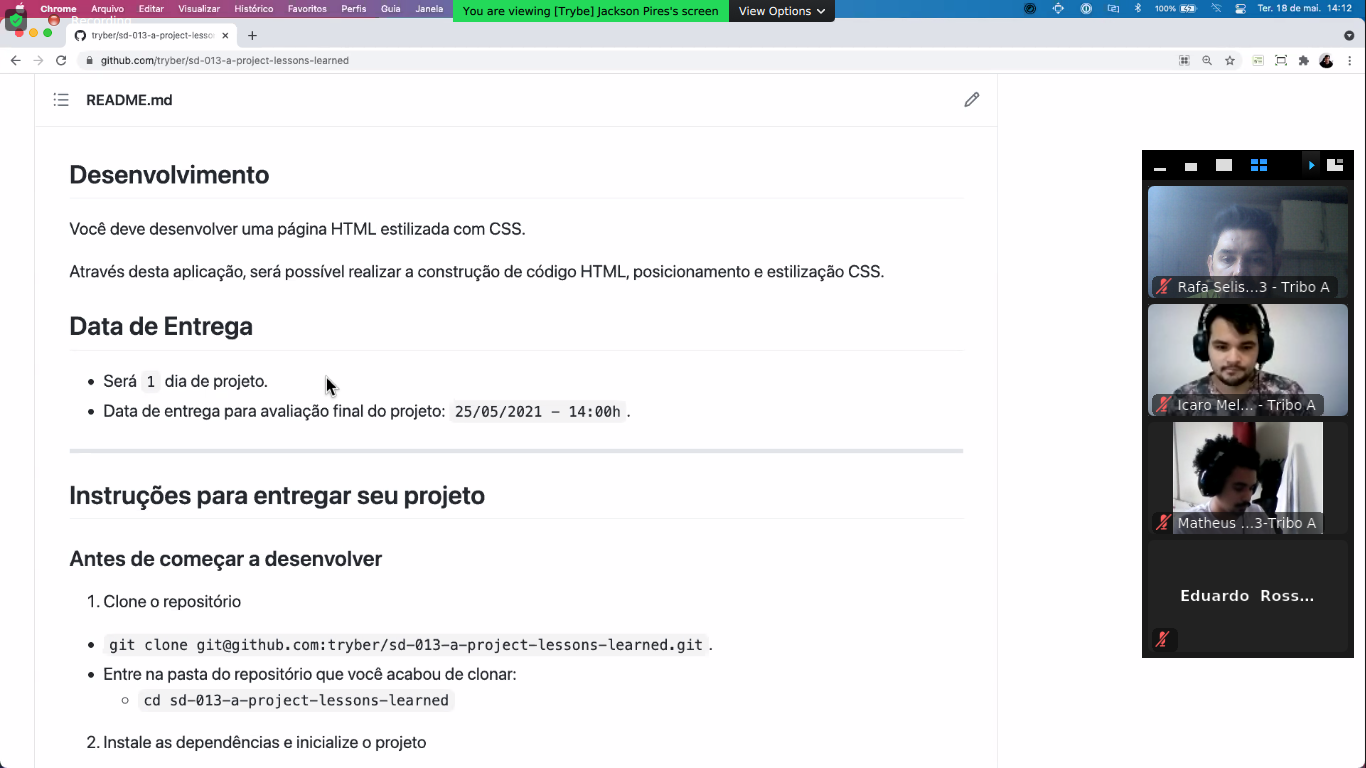 Chrome Arquivo Editar Visualizar Histórico Favoritos Perfis Guia Janela
You are viewing [Trybe] Jackson Pires's screen
View Options
100%
Ter. 18 de mai. 14:12
Recording
tryber/sd-013-a-project-lesso
github.com/tryber/sd-013-a-project-lessons-learned
README.md
Desenvolvimento
Você deve desenvolver uma página HTML estilizada com CSS.
Através desta aplicação, será possível realizar a construção de código HTML, posicionamento e estilização CSS.
Data de Entrega
Será 1 dia de projeto.
Data de entrega para avaliação final do projeto: 25/05/2021 - 14:00h .
Instruções para entregar seu projeto
Antes de começar a desenvolver
1. Clone o repositório
git clone git@github.com:tryber/sd-013-a-project-lessons-learned.git .
Entre na pasta do repositório que você acabou de clonar:
cd sd-013-a-project-lessons-learned
2. Instale as dependências e inicialize o projeto
Rafa Selis...3 - Tribo A
Icaro Mel... - Tribo A
Matheus ...3-Tribo A
Eduardo Ross...